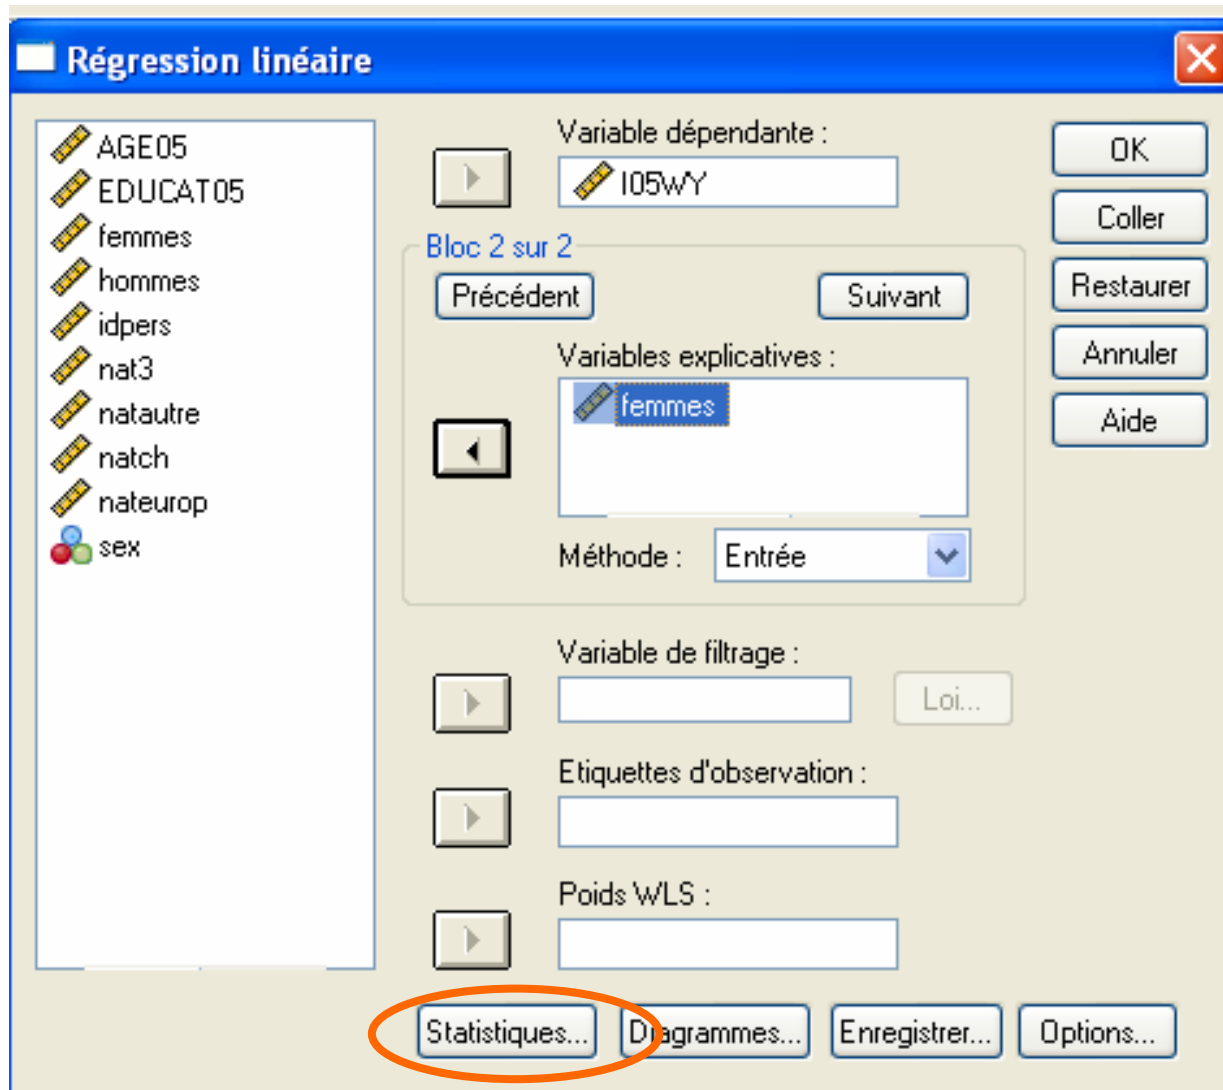 Régression linéaire
AGE05
EDUCAT05
femmes
hommes
idpers
nat3
natautre
natch
nateurop
sex
Variable dépendante :
I05WY
Bloc 2 sur 2
Précédent
Suivant
Variables explicatives :
femmes
Méthode :
Entrée
Variable de filtrage :
Loi...
Etiquettes d'observation :
Poids WLS :
OK
Coller
Restaurer
Annuler
Aide
Statistiques...
Diagrammes...
Enregistrer...
Options...